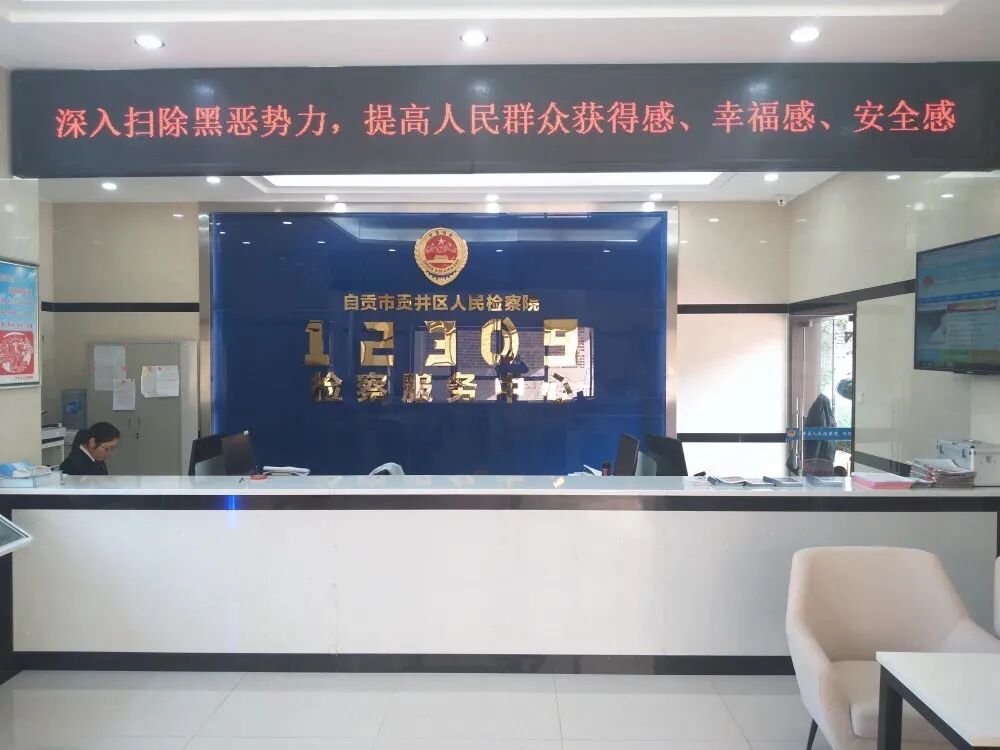 深入扫除黑恶势力，提高人民群众获得感、幸福感、安全感
自贡市贡井区人民检察院
12309
检察服务中心